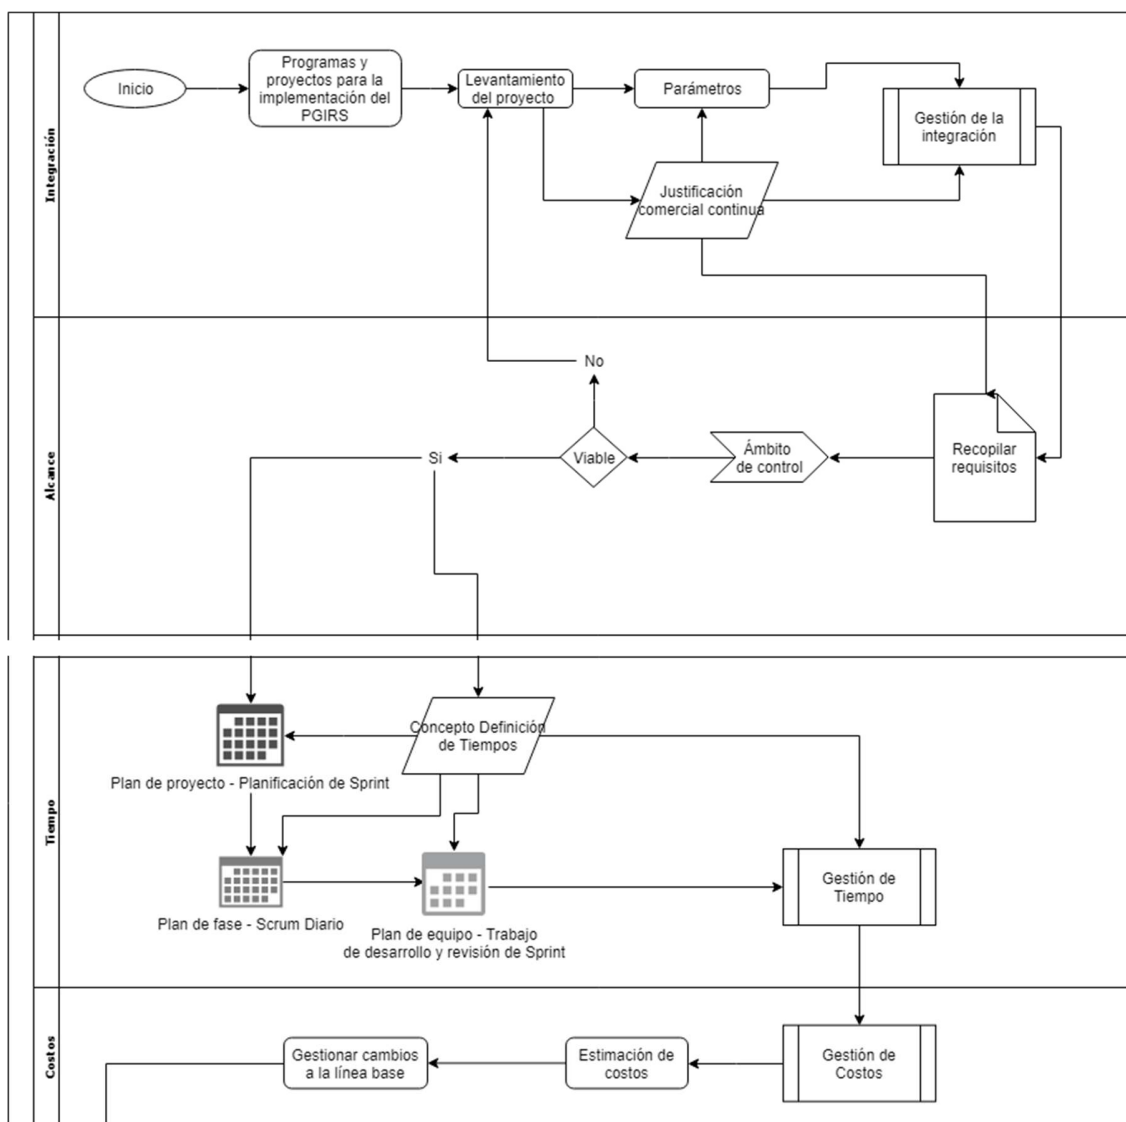 Integración
Inicio
Programas y
proyectos para la
implementación del
PGIRS
Levantamiento
del proyecto
Parámetros
Gestión de la
integración
Justificación
comercial continua
Alcance
No
Si
Viable
Ámbito
de control
Recopilar
requisitos
Tiempo
Concepto Definición
de Tiempos
Plan de proyecto - Planificación de Sprint
Plan de fase - Scrum Diario
Plan de equipo - Trabajo
de desarrollo y revisión de Sprint
Gestión de
Tiempo
Costos
Gestionar cambios
a la línea base
Estimación de
costos
Gestión de
Costos